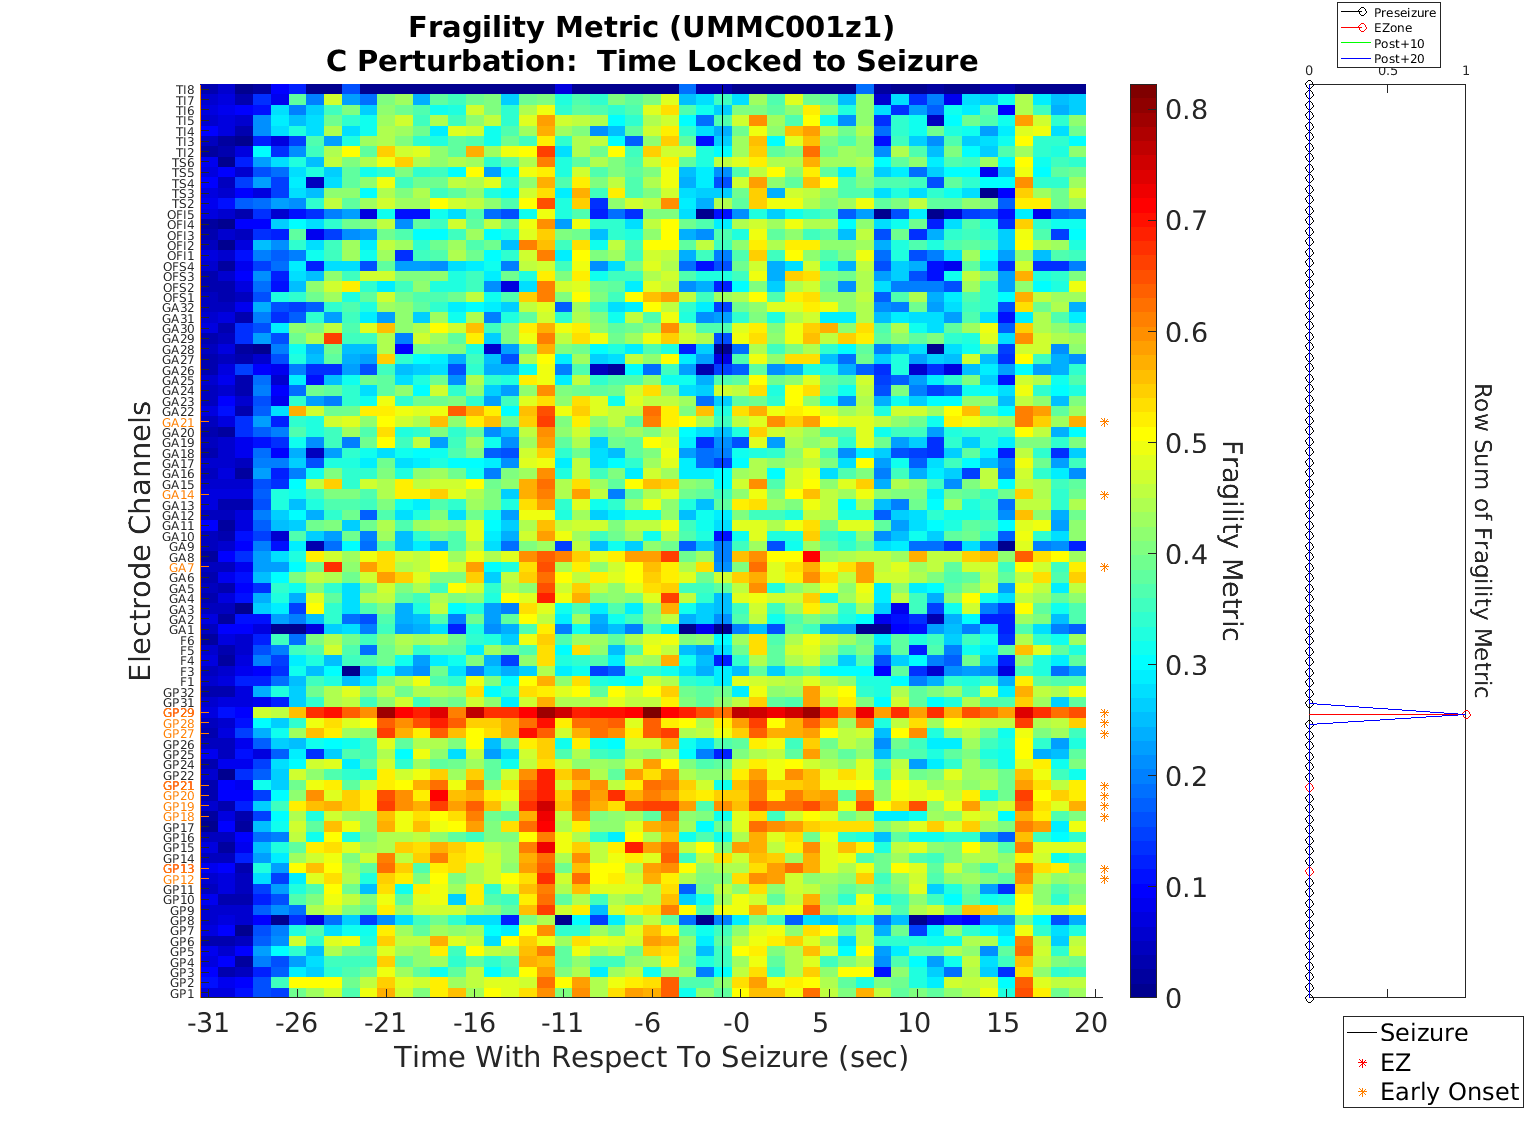 Fragility Metric (UMMC001z1)
C Perturbation:  Time Locked to Seizure
Preseizure
EZone
Post+10
Post+20
0
0.5
1
TI8
TI7
TI6
TI5
TI4
TI3
TI2
TS6
TS5
TS4
TS3
TS2
OFI5
OFI4
OFI3
OFI2
OFI1
OFS4
OFS3
OFS2
OFS1
GA32
GA31
GA30
GA29
GA28
GA27
GA26
GA25
GA24
GA23
GA22
GA21
GA20
GA19
GA18
GA17
GA16
GA15
GA14
GA13
GA12
GA11
GA10
GA9
GA8
GA7
GA6
GA5
GA4
GA3
GA2
GA1
F6
F5
F4
F3
F1
GP32
GP31
GP29
GP28
GP27
GP26
GP25
GP24
GP22
GP21
GP20
GP19
GP18
GP17
GP16
GP15
GP14
GP13
GP12
GP11
GP10
GP9
GP8
GP7
GP6
GP5
GP4
GP3
GP2
GP1
Electrode Channels
-31
-26
-21
-16
-11
-6
-0
5
10
15
20
Time With Respect To Seizure (sec)
0.8
0.7
0.6
0.5
0.4
0.3
0.2
0.1
0
Fragility Metric
Row Sum of Fragility Metric
Seizure
EZ
Early Onset